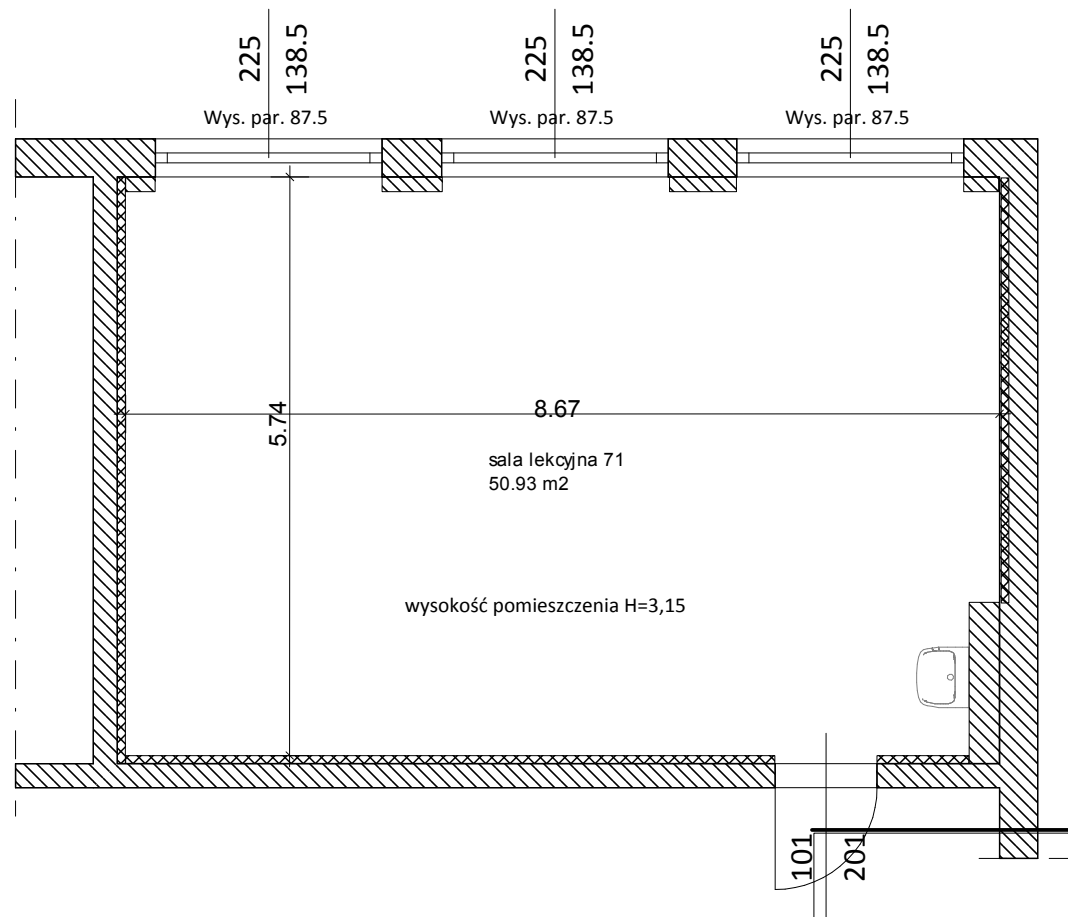 225
138.5
225
138.5
225
138.5
Wys. par. 87.5
Wys. par. 87.5
Wys. par. 87.5
5.74
8.67
sala lekcyjna 71
50.93 m2
wysokość pomieszczenia H=3,15
101
201